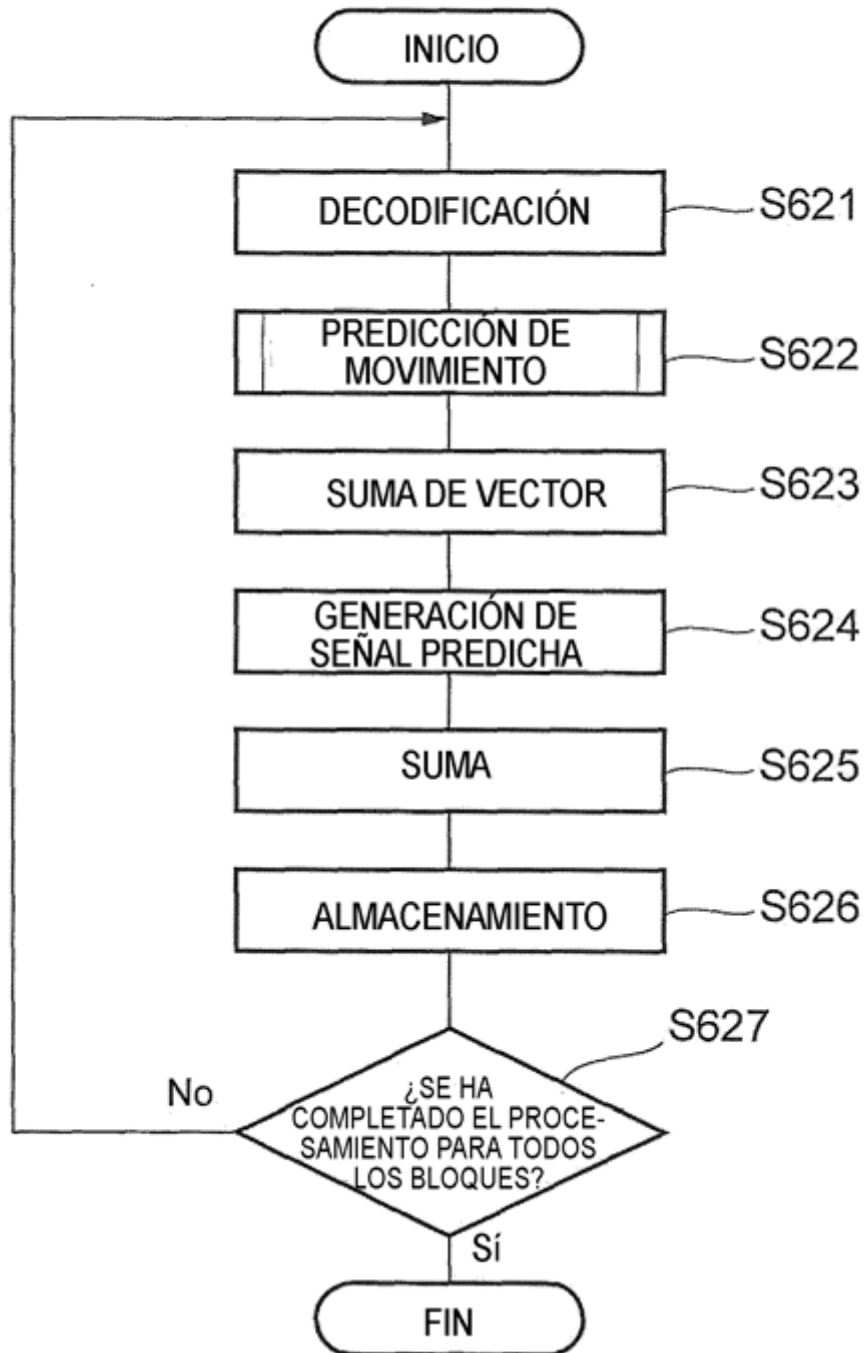 INICIO
DECODIFICACIÓN
S621
PREDICCIÓN DE
MOVIMIENTO
S622
SUMA DE VECTOR
S623
GENERACIÓN DE
SEÑAL PREDICHA
S624
SUMA
S625
ALMACENAMIENTO
S626
S627
No
¿SE HA
COMPLETADO EL PROCE-
SAMIENTO PARA TODOS
LOS BLOQUES?
Sí
FIN